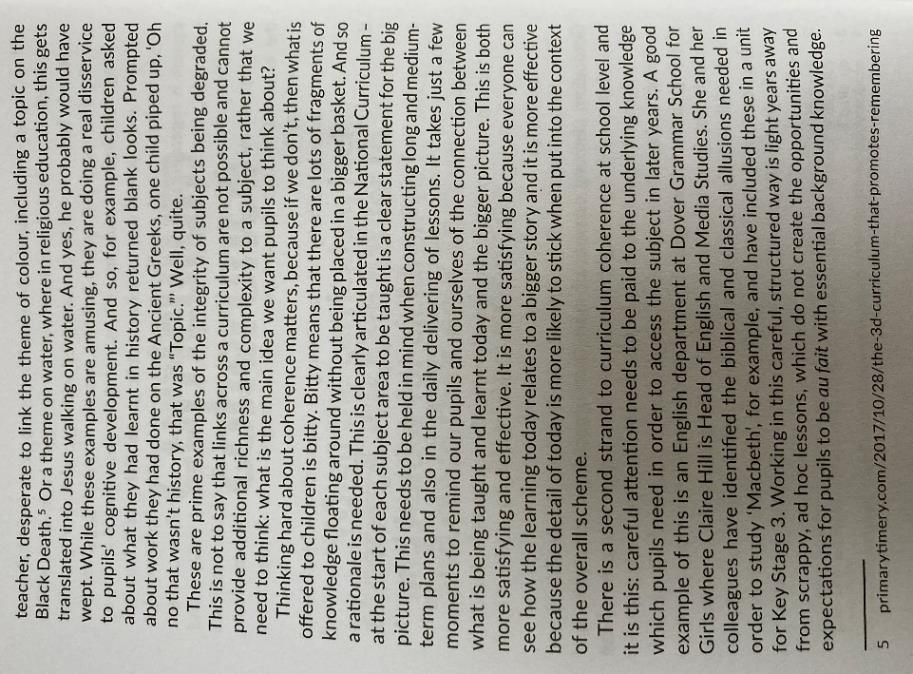 teacher, desperate to link the theme of colour, including a topic on the
Black Death.⁵ Or a theme on water, where in religious education, this gets
translated into Jesus walking on water. And yes, he probably would have
wept. While these examples are amusing, they are doing a real disservice
to pupils' cognitive development. And so, for example, children asked
about what they had learnt in history returned blank looks. Prompted
about work they had done on the Ancient Greeks, one child piped up, 'Oh
no that wasn't history, that was "Topic."' Well, quite.
These are prime examples of the integrity of subjects being degraded.
This is not to say that links across a curriculum are not possible and cannot
provide additional richness and complexity to a subject, rather that we
need to think: what is the main idea we want pupils to think about?
Thinking hard about coherence matters, because if we don't, then what is
offered to children is bitty. Bitty means that there are lots of fragments of
knowledge floating around without being placed in a bigger basket. And so
a rationale is needed. This is clearly articulated in the National Curriculum -
at the start of each subject area to be taught is a clear statement for the big
picture. This needs to be held in mind when constructing long and medium-
term plans and also in the daily delivering of lessons. It takes just a few
moments to remind our pupils and ourselves of the connection between
what is being taught and learnt today and the bigger picture. This is both
more satisfying and effective. It is more satisfying because everyone can
see how the learning today relates to a bigger story and it is more effective
because the detail of today is more likely to stick when put into the context
of the overall scheme.
There is a second strand to curriculum coherence at school level and
it is this: careful attention needs to be paid to the underlying knowledge
which pupils need in order to access the subject in later years. A good
example of this is an English department at Dover Grammar School for
Girls where Claire Hill is Head of English and Media Studies. She and her
colleagues have identified the biblical and classical allusions needed in
order to study 'Macbeth', for example, and have included these in a unit
for Key Stage 3. Working in this careful, structured way is light years away
from scrappy, ad hoc lessons, which do not create the opportunities and
expectations for pupils to be au fait with essential background knowledge.
5 primarytimery.com/2017/10/28/the-3d-curriculum-that-promotes-remembering